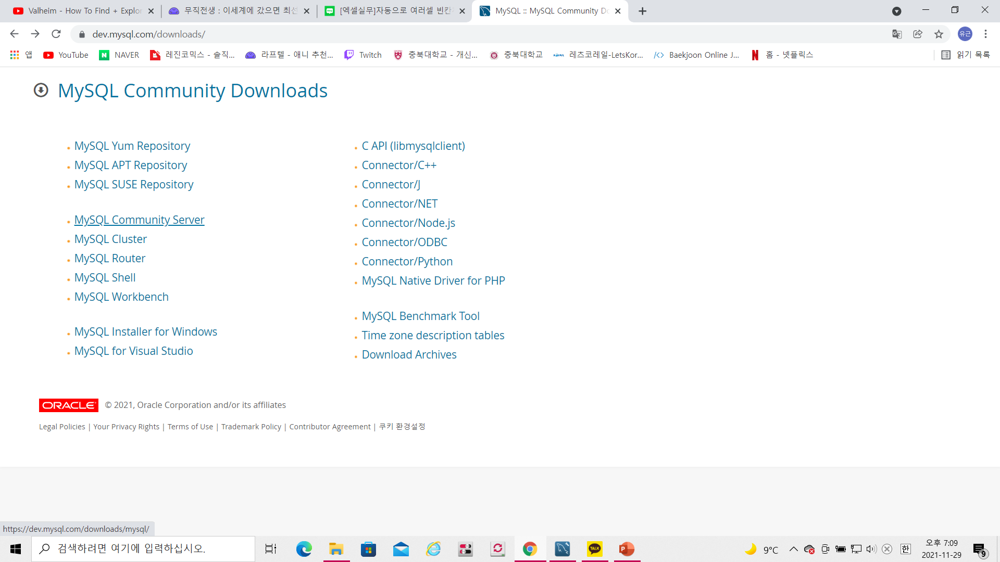 Valheim - How To Find + Explor
무직전생 : 이세계에 갔으면 최선
[엑셀실무]자동으로 여러셀 빈칸
MySQL :: MySQL Community Do
dev.mysql.com/downloads/
유근
앱
YouTube
NAVER
레진코믹스 - 솔직...
라프텔 - 애니 추천...
Twitch
충북대학교 - 개신...
충북대학교
레츠코레일-LetsKor...
Baekjoon Online J...
홈 - 넷플릭스
읽기 목록
MySQL Community Downloads
MySQL Yum Repository
MySQL APT Repository
MySQL SUSE Repository
MySQL Community Server
MySQL Cluster
MySQL Router
MySQL Shell
MySQL Workbench
MySQL Installer for Windows
MySQL for Visual Studio
C API (libmysqlclient)
Connector/C++
Connector/J
Connector/NET
Connector/Node.js
Connector/ODBC
Connector/Python
MySQL Native Driver for PHP
MySQL Benchmark Tool
Time zone description tables
Download Archives
ORACLE © 2021, Oracle Corporation and/or its affiliates
Legal Policies | Your Privacy Rights | Terms of Use | Trademark Policy | Contributor Agreement | 쿠키 환경설정
https://dev.mysql.com/downloads/mysql/
검색하려면 여기에 입력하십시오.
TALK
P
9°C
한
오후 7:09
2021-11-29
9